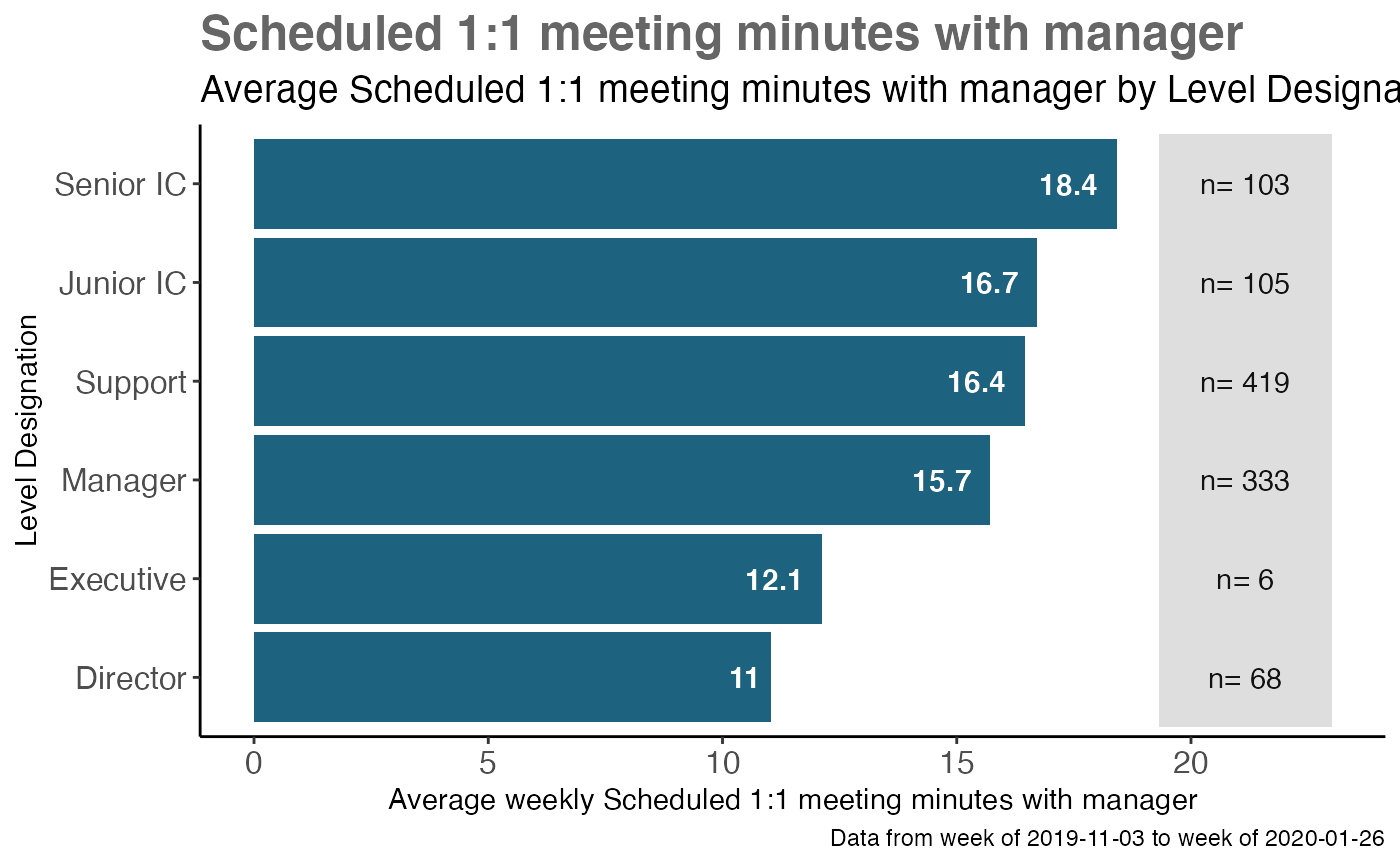 Scheduled 1:1 meeting minutes with manager
Average Scheduled 1:1 meeting minutes with manager by Level Designa
Level Designation
Senior IC 18.4 n= 103
Junior IC 16.7 n= 105
Support 16.4 n= 419
Manager 15.7 n= 333
Executive 12.1 n= 6
Director 11 n= 68
0 5 10 15 20
Average weekly Scheduled 1:1 meeting minutes with manager
Data from week of 2019-11-03 to week of 2020-01-26